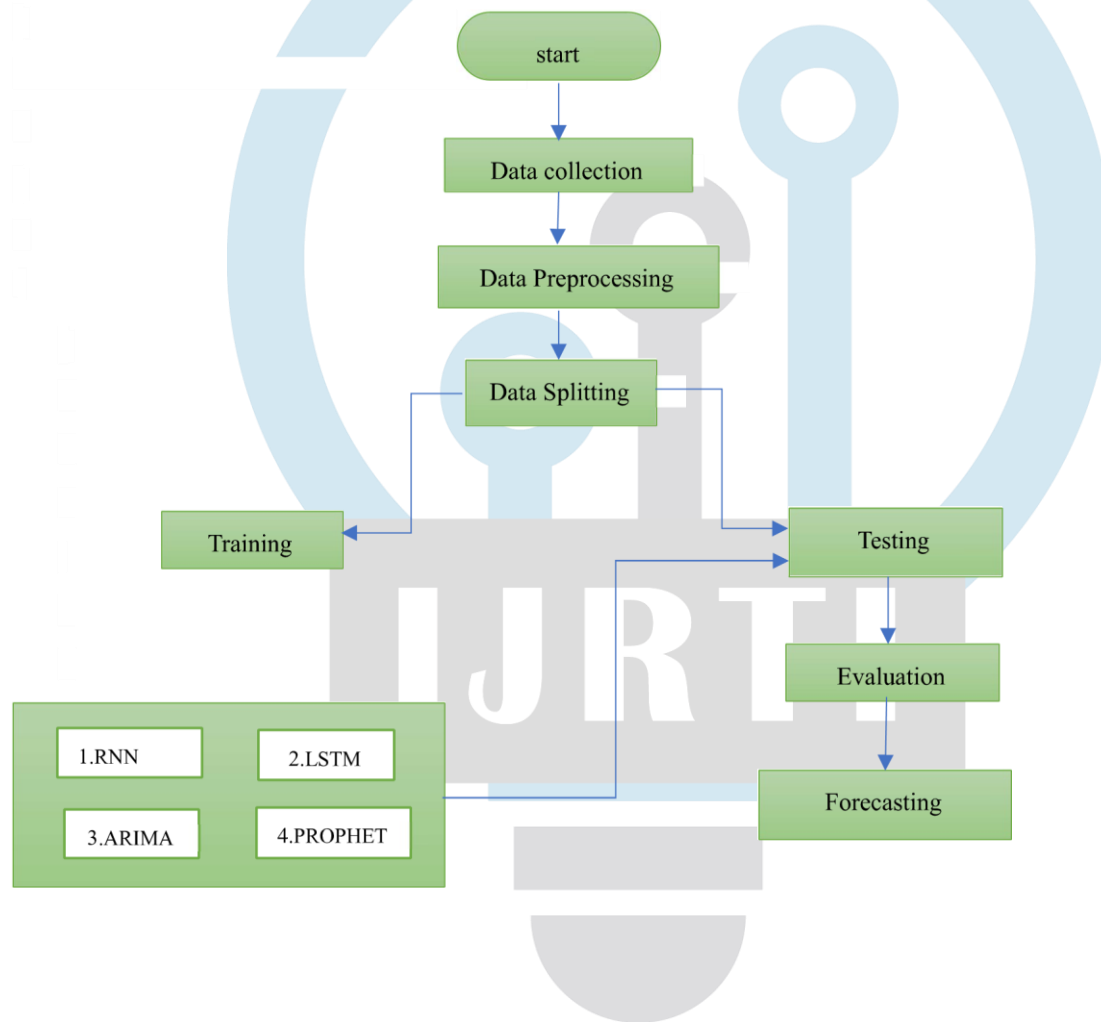 start
Data collection
Data Preprocessing
Data Splitting
Training
Testing
IJRTI
Evaluation
1.RNN
2.LSTM
3.ARIMA
4.PROPHET
Forecasting